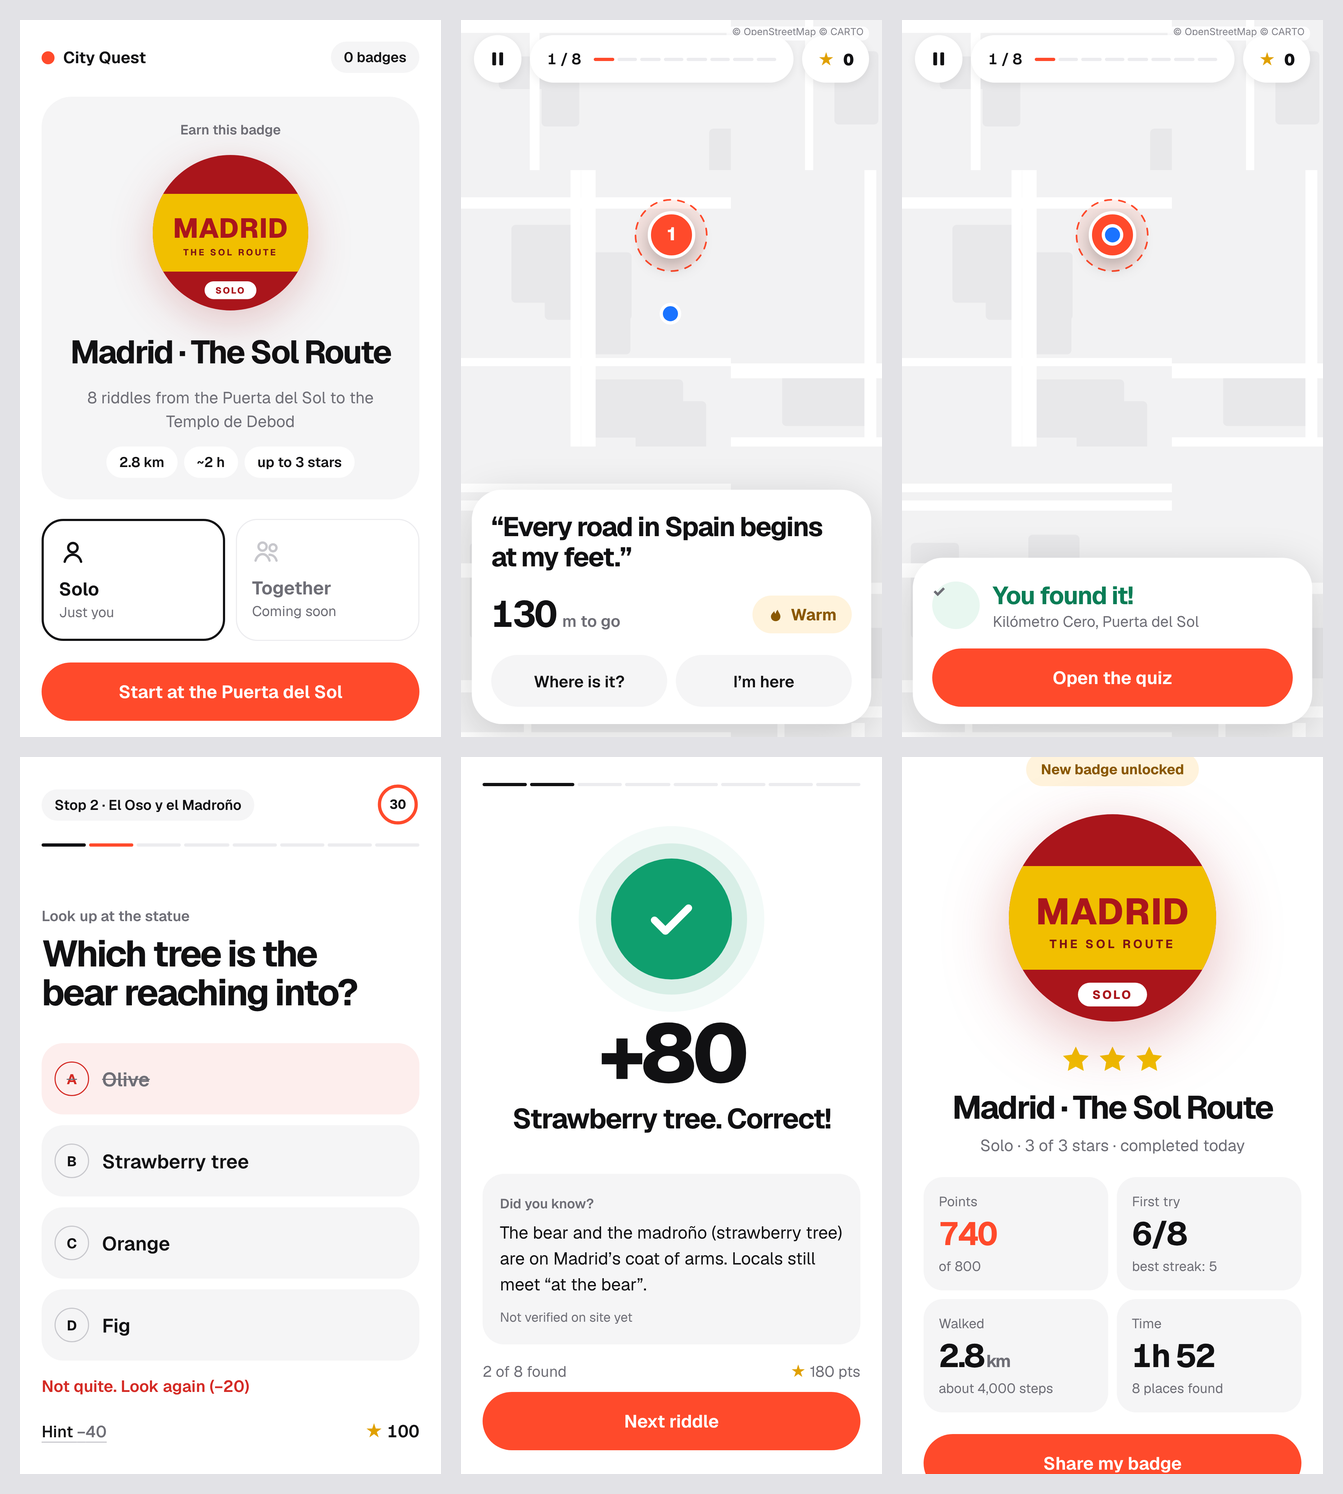 City Quest
0 badges
Earn this badge
MADRID
THE SOL ROUTE
SOLO
Madrid · The Sol Route
8 riddles from the Puerta del Sol to the
Templo de Debod
2.8 km
~2 h
up to 3 stars
Solo
Just you
Together
Coming soon
Start at the Puerta del Sol
© OpenStreetMap © CARTO
1 / 8
★ 0
1
“Every road in Spain begins
at my feet.”
130 m to go
Warm
Where is it?
I’m here
© OpenStreetMap © CARTO
1 / 8
★ 0
You found it!
Kilómetro Cero, Puerta del Sol
Open the quiz
Stop 2 · El Oso y el Madroño
30
Look up at the statue
Which tree is the
bear reaching into?
A Olive
B Strawberry tree
C Orange
D Fig
Not quite. Look again (−20)
Hint −40
★ 100
+80
Strawberry tree. Correct!
Did you know?
The bear and the madroño (strawberry tree)
are on Madrid’s coat of arms. Locals still
meet “at the bear”.
Not verified on site yet
2 of 8 found
★ 180 pts
Next riddle
New badge unlocked
MADRID
THE SOL ROUTE
SOLO
Madrid · The Sol Route
Solo · 3 of 3 stars · completed today
Points
740
of 800
First try
6/8
best streak: 5
Walked
2.8 km
about 4,000 steps
Time
1h 52
8 places found
Share my badge